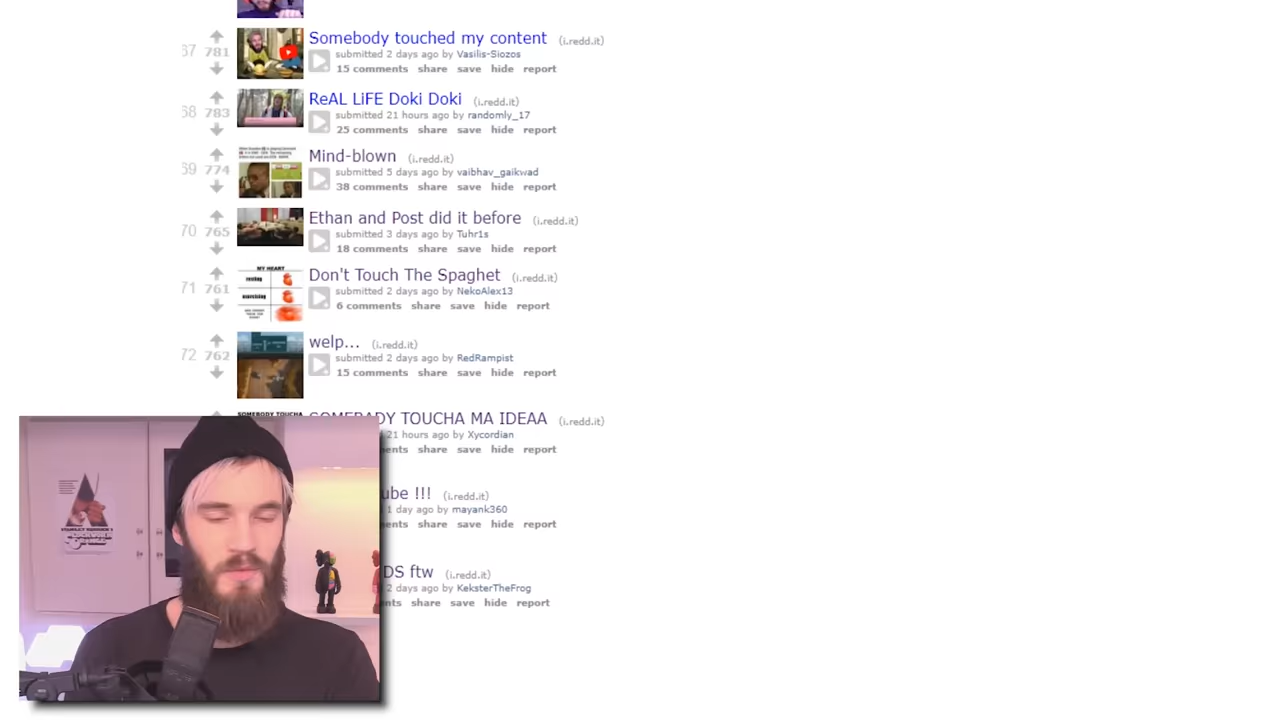 67
781
Somebody touched my content (i.redd.it)
submitted 2 days ago by Vasilis-Siozos
15 comments share save hide report
68
783
ReAL LiFE Doki Doki (i.redd.it)
submitted 21 hours ago by randomly_17
25 comments share save hide report
69
774
Mind-blown (i.redd.it)
submitted 5 days ago by vaibhav_gaikwad
38 comments share save hide report
70
765
Ethan and Post did it before (i.redd.it)
submitted 3 days ago by Tuhr1s
18 comments share save hide report
71
761
MY HEART
Don't Touch The Spaghet (i.redd.it)
submitted 2 days ago by NekoAlex13
6 comments share save hide report
72
762
welp... (i.redd.it)
submitted 2 days ago by RedRampist
15 comments share save hide report
SOMEBODY TOUCHA
SOMEBADY TOUCHA MA IDEAA (i.redd.it)
21 hours ago by Xycordian
ents share save hide report
ube !!! (i.redd.it)
1 day ago by mayank360
ents share save hide report
DS ftw (i.redd.it)
2 days ago by KeksterTheFrog
nts share save hide report